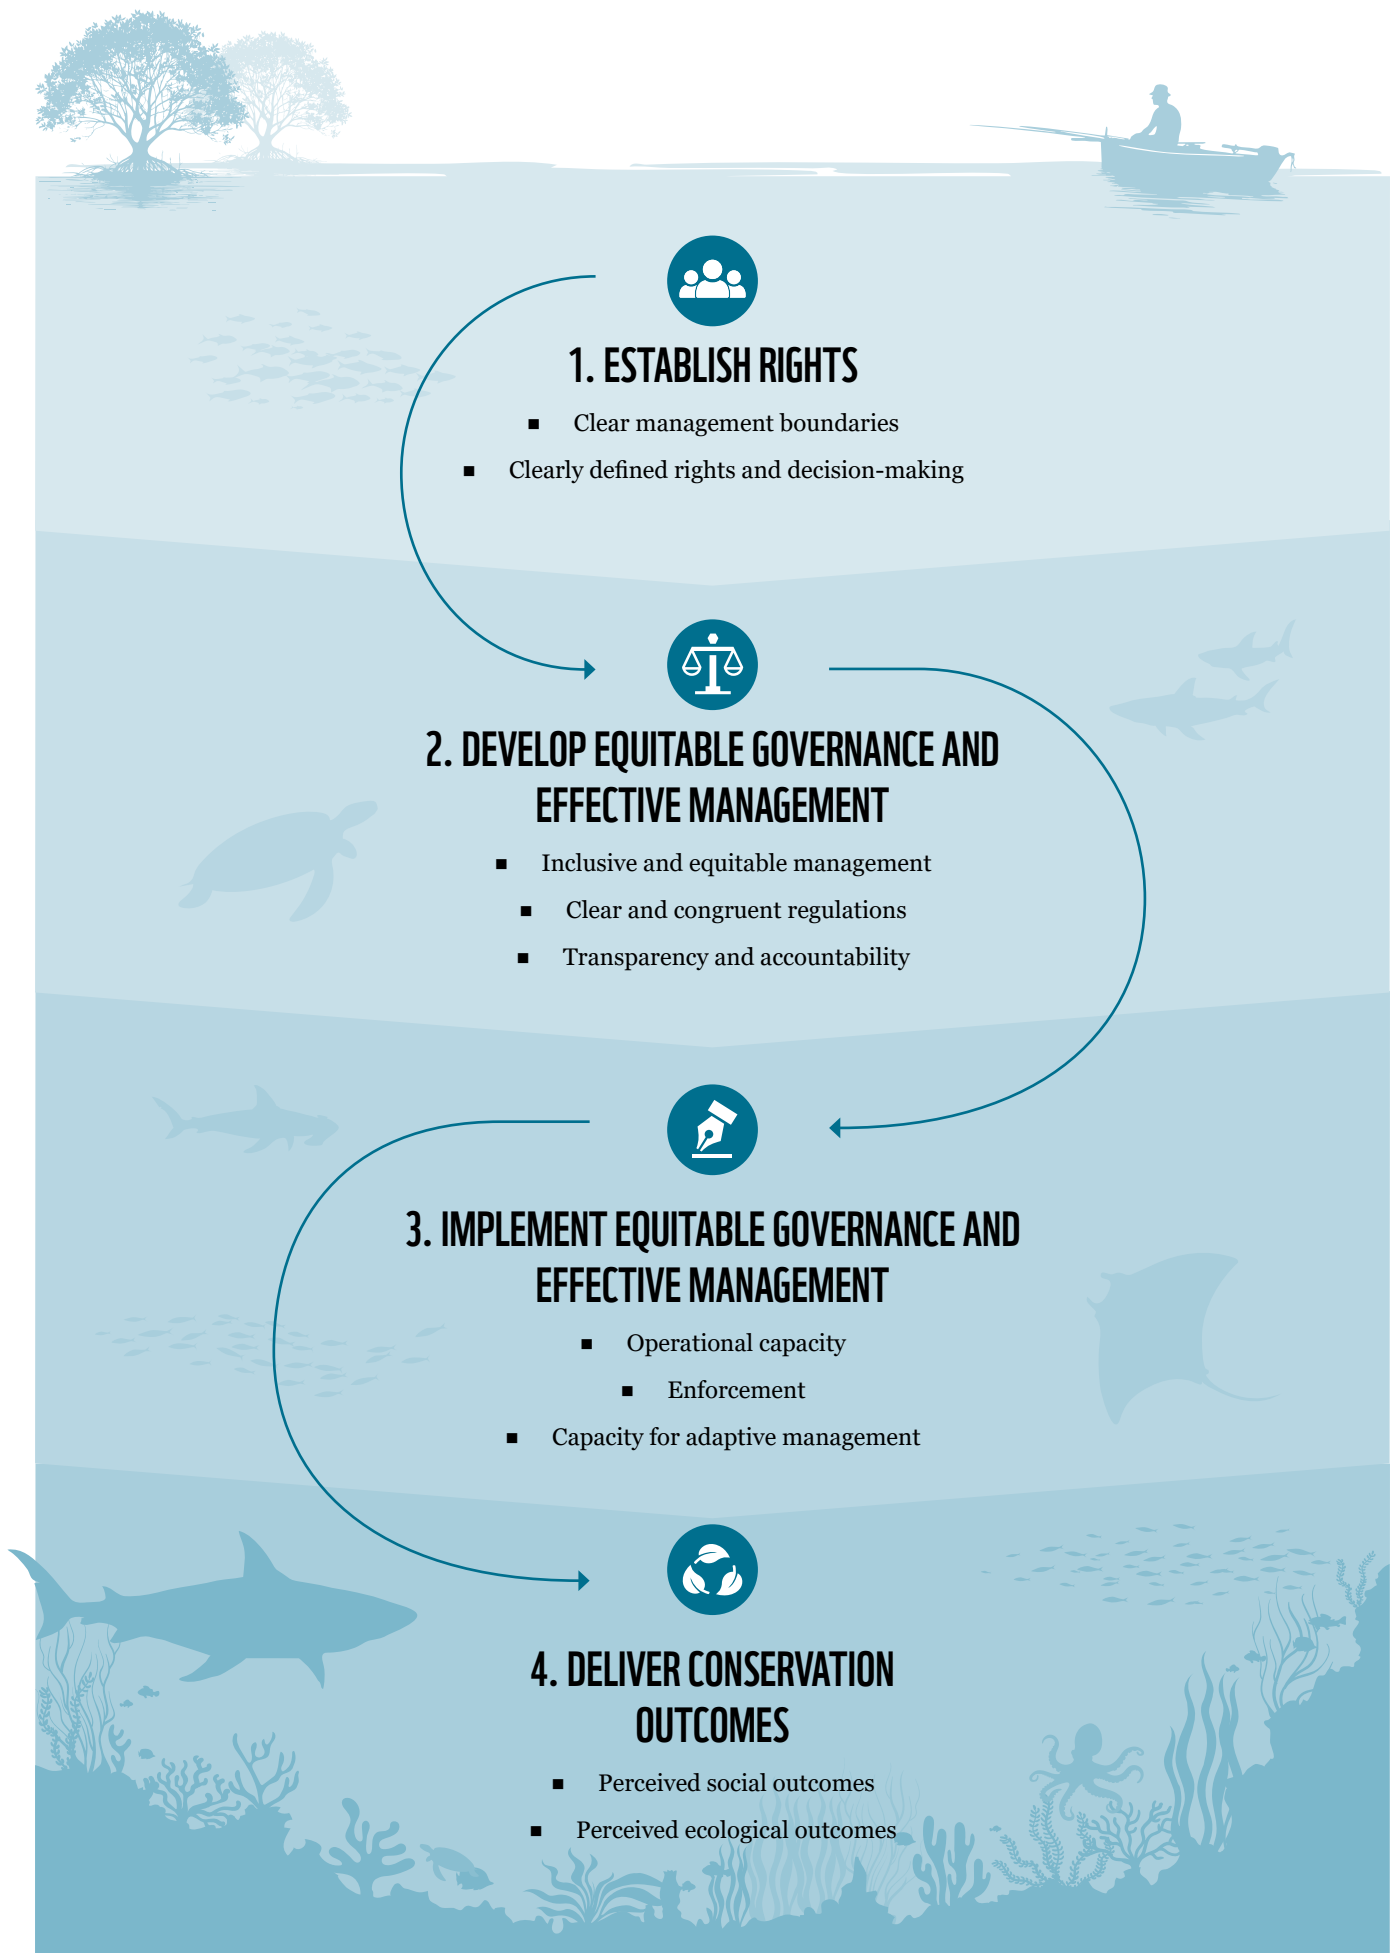 1. ESTABLISH RIGHTS
■ Clear management boundaries
■ Clearly defined rights and decision-making
2. DEVELOP EQUITABLE GOVERNANCE AND
EFFECTIVE MANAGEMENT
■ Inclusive and equitable management
■ Clear and congruent regulations
■ Transparency and accountability
3. IMPLEMENT EQUITABLE GOVERNANCE AND
EFFECTIVE MANAGEMENT
■ Operational capacity
■ Enforcement
■ Capacity for adaptive management
4. DELIVER CONSERVATION
OUTCOMES
■ Perceived social outcomes
■ Perceived ecological outcomes